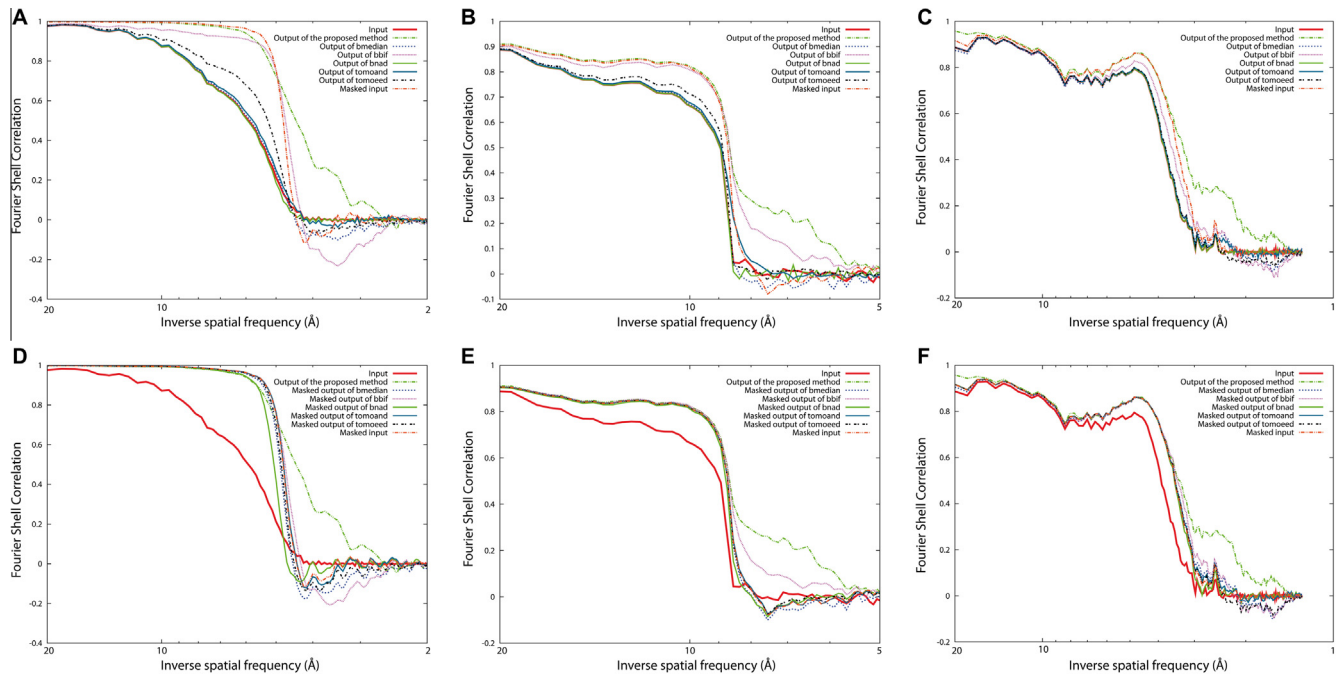 A
Fourier Shell Correlation
1
0.8
0.6
0.4
0.2
0
-0.2
-0.4
20
10
2
Inverse spatial frequency (Å)
Input
Output of the proposed method
Output of bmedian
Output of bbif
Output of bnad
Output of tomoand
Output of tomoeed
Masked input
B
Fourier Shell Correlation
1
0.9
0.8
0.7
0.6
0.5
0.4
0.3
0.2
0.1
0
-0.1
20
10
5
Inverse spatial frequency (Å)
Input
Output of the proposed method
Output of bmedian
Output of bbif
Output of bnad
Output of tomoand
Output of tomoeed
Masked input
C
Fourier Shell Correlation
1
0.8
0.6
0.4
0.2
0
-0.2
20
10
1
Inverse spatial frequency (Å)
Input
Output of the proposed method
Output of bmedian
Output of bbif
Output of bnad
Output of tomoand
Output of tomoeed
Masked input
D
Fourier Shell Correlation
1
0.8
0.6
0.4
0.2
0
-0.2
-0.4
20
10
2
Inverse spatial frequency (Å)
Input
Output of the proposed method
Masked output of bmedian
Masked output of bbif
Masked output of bnad
Masked output of tomoand
Masked output of tomoeed
Masked input
E
Fourier Shell Correlation
1
0.8
0.6
0.4
0.2
0
-0.2
20
10
5
Inverse spatial frequency (Å)
Input
Output of the proposed method
Masked output of bmedian
Masked output of bbif
Masked output of bnad
Masked output of tomoand
Masked output of tomoeed
Masked input
F
Fourier Shell Correlation
1
0.8
0.6
0.4
0.2
0
-0.2
20
10
1
Inverse spatial frequency (Å)
Input
Output of the proposed method
Masked output of bmedian
Masked output of bbif
Masked output of bnad
Masked output of tomoand
Masked output of tomoeed
Masked input